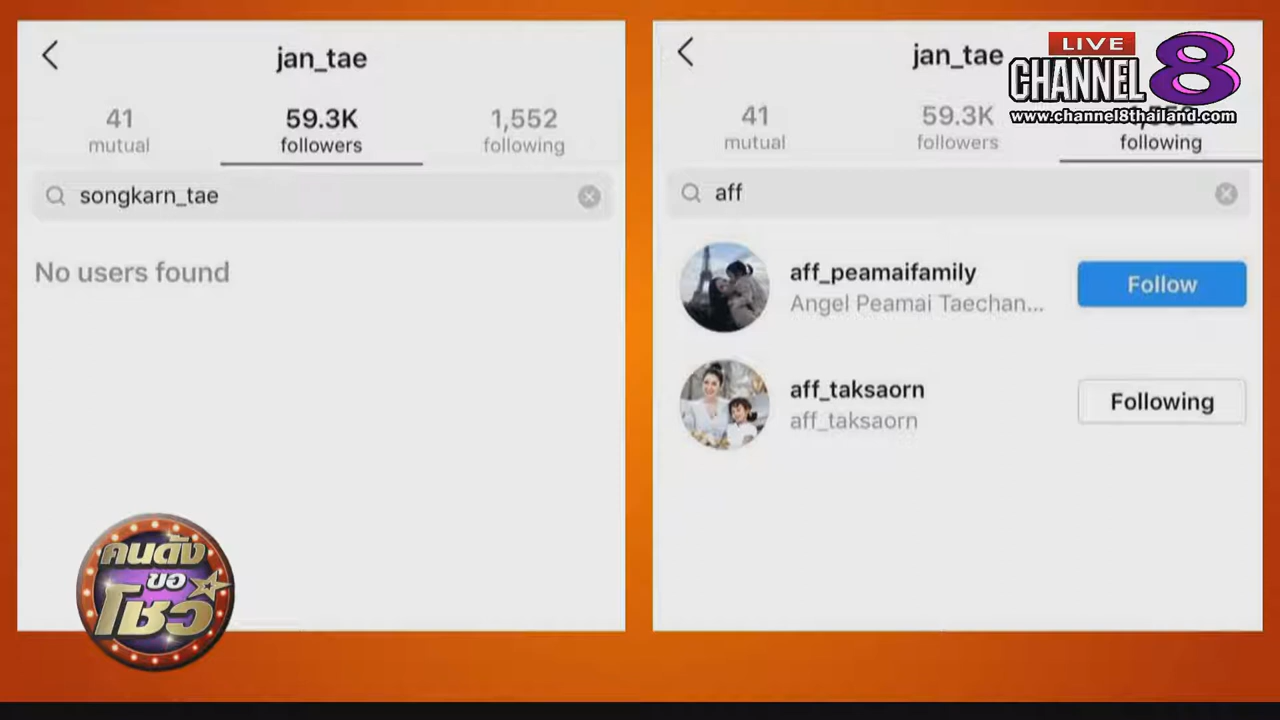 jan_tae
41
59.3K
1,552
mutual
followers
following
songkarn_tae
No users found
jan_tae
41
59.3K
mutual
followers
following
aff
aff_peamaifamily
Angel Peamai Taechan...
Follow
aff_taksaorn
aff_taksaorn
Following
LIVE
CHANNEL 8
www.channel8thailand.com
คนดัง
ขอ
โชว์